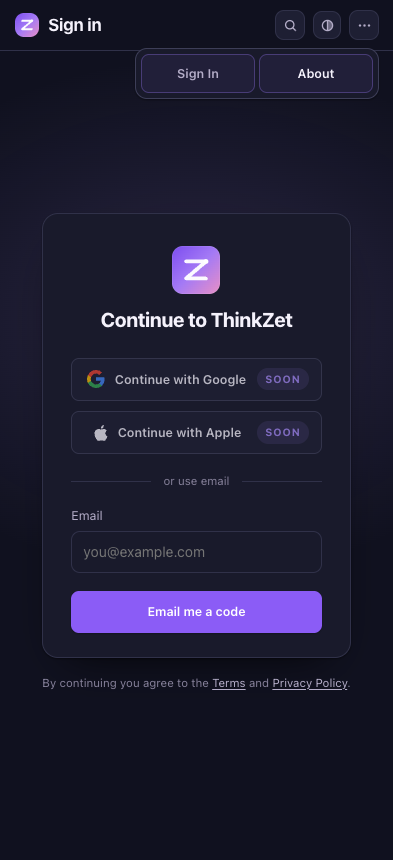 Sign in
Sign In
About
Continue to ThinkZet
Continue with Google SOON
Continue with Apple SOON
or use email
Email
you@example.com
Email me a code
By continuing you agree to the Terms and Privacy Policy.